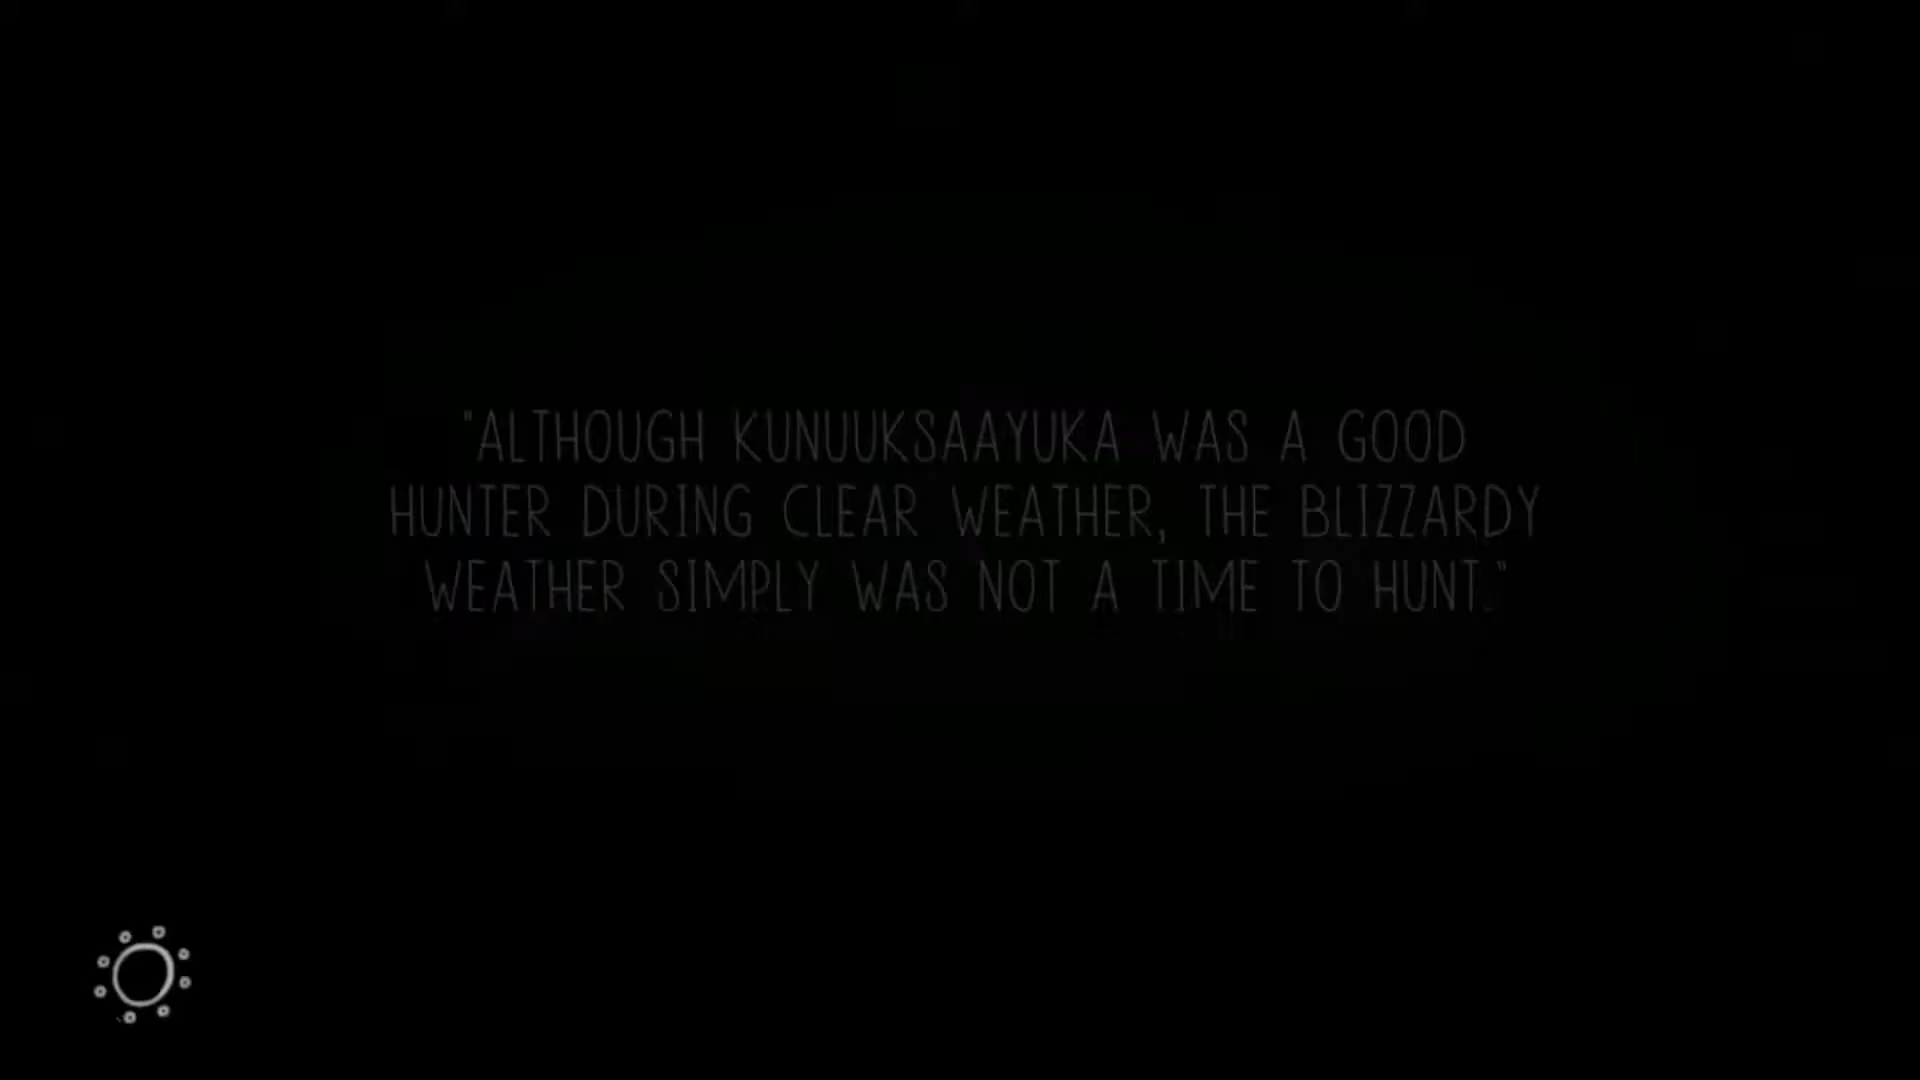 "ALTHOUGH KUNUUKSAAYUKA WAS A GOOD
HUNTER DURING CLEAR WEATHER, THE BLIZZARDY
WEATHER SIMPLY WAS NOT A TIME TO HUNT."